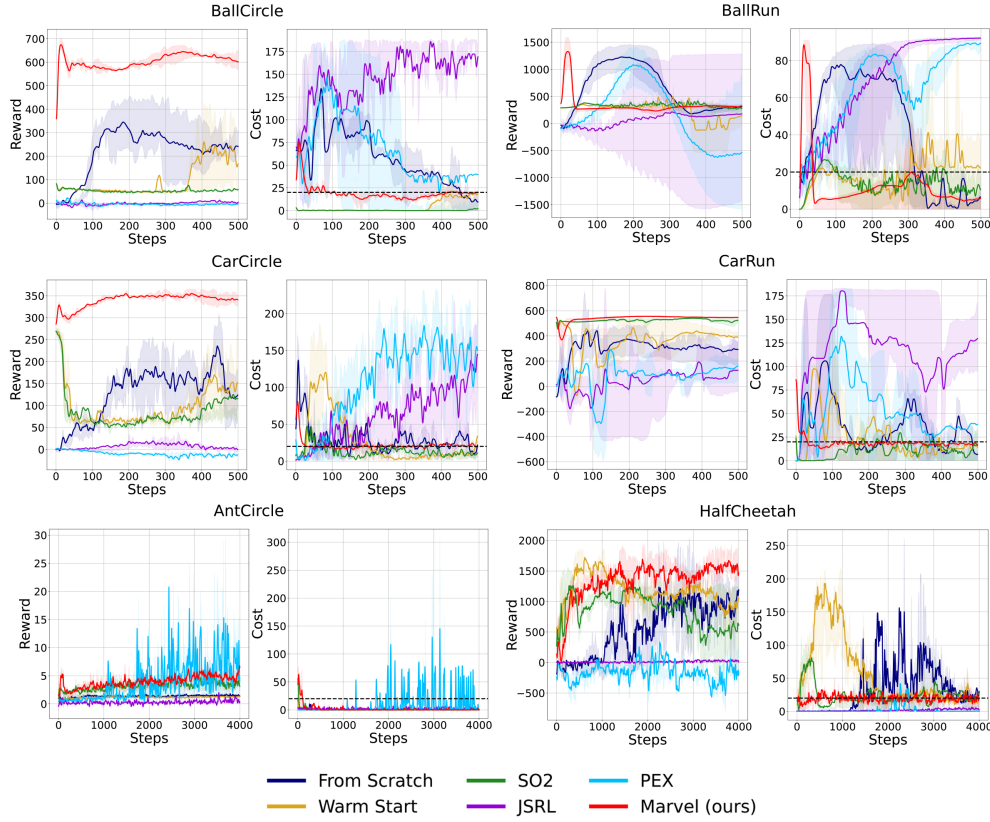 BallCircle
BallRun
700
600
500
400
300
200
100
0
Reward
0 100 200 300 400 500
Steps
175
150
125
100
75
50
25
0
Cost
0 100 200 300 400 500
Steps
1500
1000
500
0
−500
−1000
−1500
Reward
0 100 200 300 400 500
Steps
80
60
40
20
0
Cost
0 100 200 300 400 500
Steps
CarCircle
CarRun
350
300
250
200
150
100
50
0
Reward
0 100 200 300 400 500
Steps
200
150
100
50
0
Cost
0 100 200 300 400 500
Steps
800
600
400
200
0
−200
−400
−600
Reward
0 100 200 300 400 500
Steps
175
150
125
100
75
50
25
0
Cost
0 100 200 300 400 500
Steps
AntCircle
HalfCheetah
30
25
20
15
10
5
0
Reward
0 1000 2000 3000 4000
Steps
300
250
200
150
100
50
0
Cost
0 1000 2000 3000 4000
Steps
2000
1500
1000
500
0
−500
Reward
0 1000 2000 3000 4000
Steps
250
200
150
100
50
0
Cost
0 1000 2000 3000 4000
Steps
From Scratch SO2 PEX
Warm Start JSRL Marvel (ours)